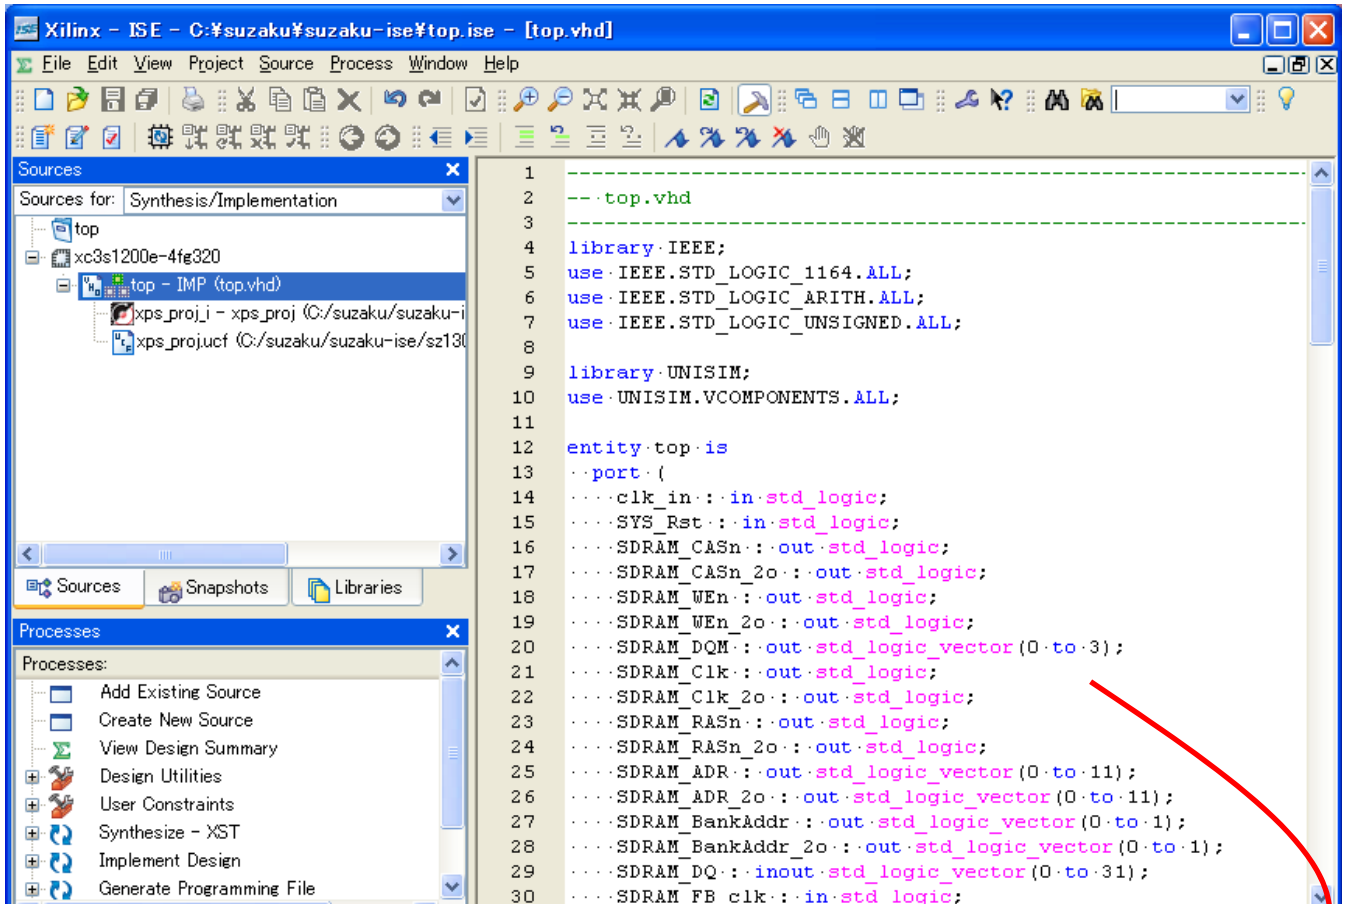 Xilinx - ISE - C:¥suzaku¥suzaku-ise¥top.ise - [top.vhd]
File Edit View Project Source Process Window Help
Sources
Sources for: Synthesis/Implementation
top
xc3s1200e-4fg320
top - IMP (top.vhd)
xps_proj_i - xps_proj (C:/suzaku/suzaku-i
xps_proj.ucf (C:/suzaku/suzaku-ise/sz130
Sources Snapshots Libraries
Processes
Processes:
Add Existing Source
Create New Source
View Design Summary
Design Utilities
User Constraints
Synthesize - XST
Implement Design
Generate Programming File
1 ------------------------------------------------------------
2 --·top.vhd
3 ------------------------------------------------------------
4 library·IEEE;
5 use·IEEE.STD_LOGIC_1164.ALL;
6 use·IEEE.STD_LOGIC_ARITH.ALL;
7 use·IEEE.STD_LOGIC_UNSIGNED.ALL;
8
9 library·UNISIM;
10 use·UNISIM.VCOMPONENTS.ALL;
11
12 entity·top·is
13 ··port·(
14 ····clk_in·:·in·std_logic;
15 ····SYS_Rst·:·in·std_logic;
16 ····SDRAM_CASn·:·out·std_logic;
17 ····SDRAM_CASn_2o·:·out·std_logic;
18 ····SDRAM_WEn·:·out·std_logic;
19 ····SDRAM_WEn_2o·:·out·std_logic;
20 ····SDRAM_DQM·:·out·std_logic_vector(0·to·3);
21 ····SDRAM_Clk·:·out·std_logic;
22 ····SDRAM_Clk_2o·:·out·std_logic;
23 ····SDRAM_RASn·:·out·std_logic;
24 ····SDRAM_RASn_2o·:·out·std_logic;
25 ····SDRAM_ADR·:·out·std_logic_vector(0·to·11);
26 ····SDRAM_ADR_2o·:·out·std_logic_vector(0·to·11);
27 ····SDRAM_BankAddr·:·out·std_logic_vector(0·to·1);
28 ····SDRAM_BankAddr_2o·:·out·std_logic_vector(0·to·1);
29 ····SDRAM_DQ·:·inout·std_logic_vector(0·to·31);
30 ····SDRAM_FB_clk·:·in·std_logic;